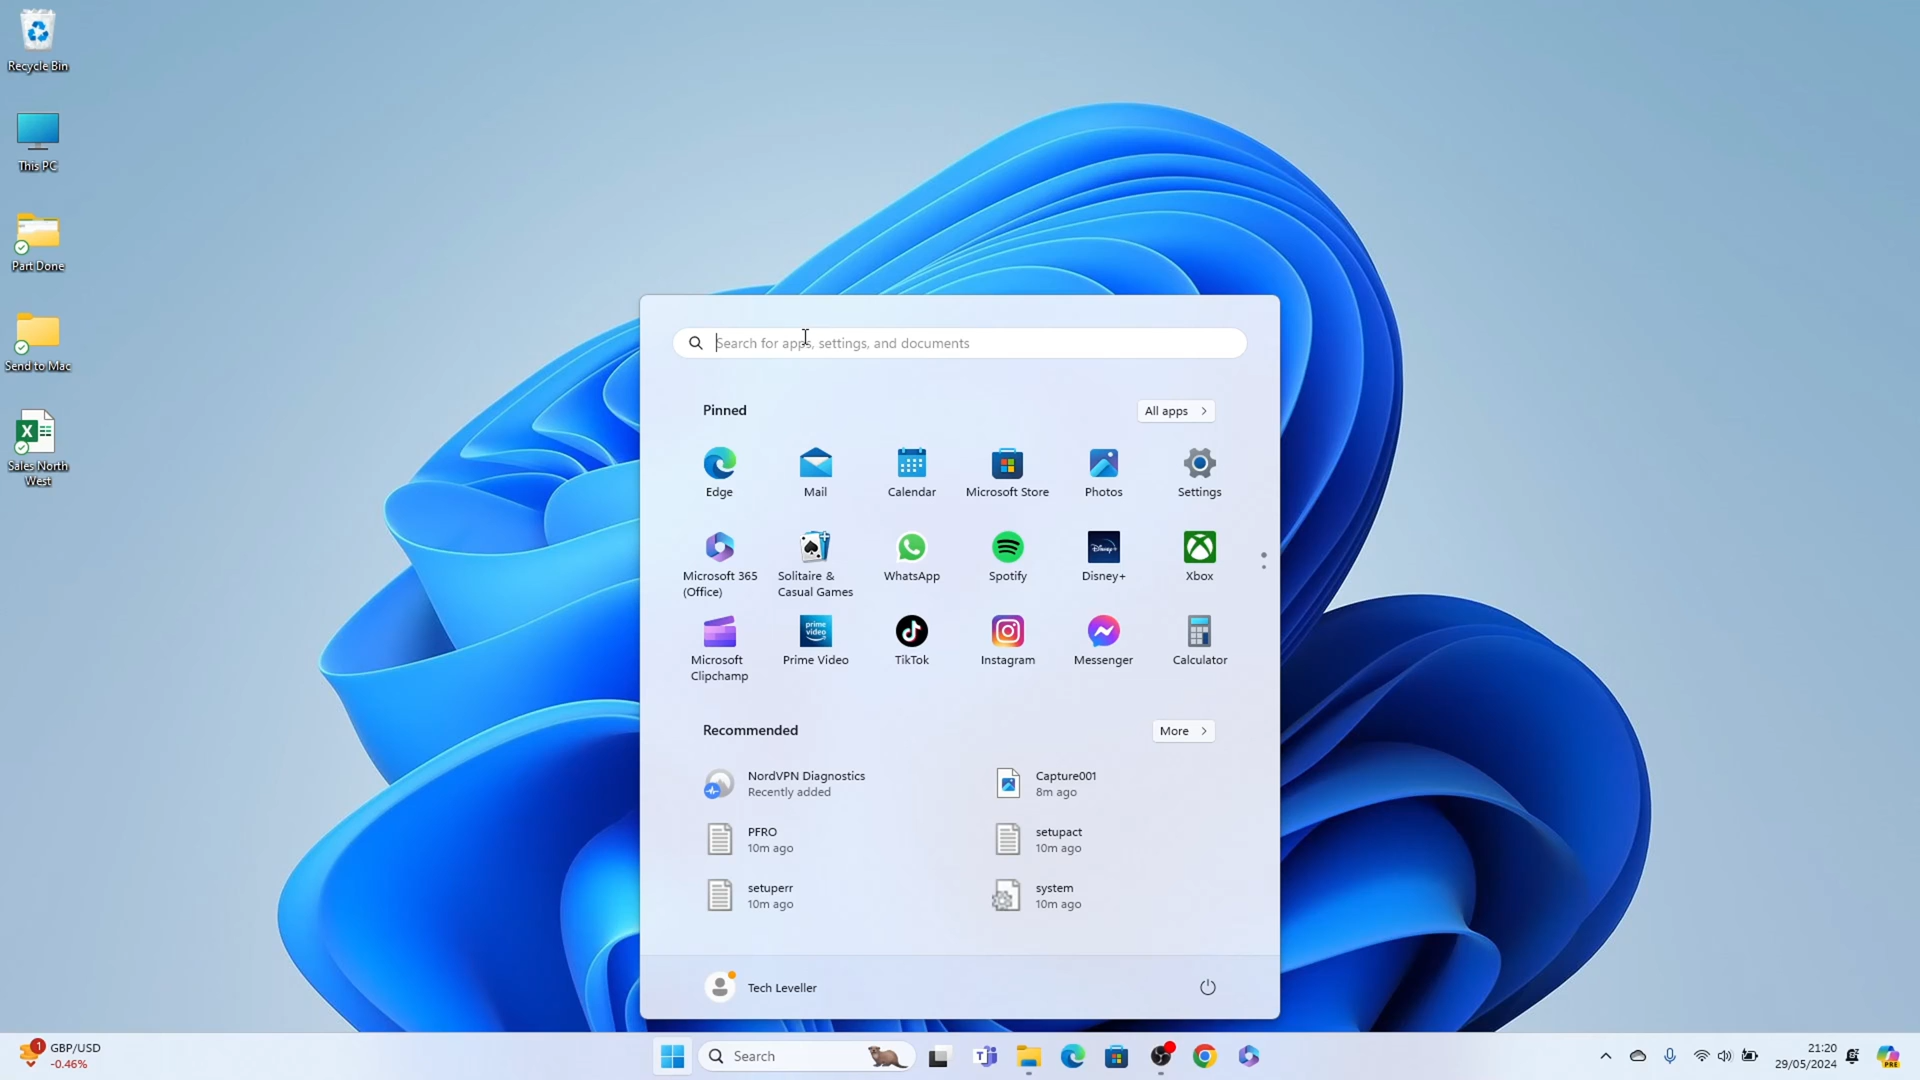 Recycle Bin
This PC
Part Done
Send to Mac
Sales North
West
Search for apps, settings, and documents
Pinned
All apps
Edge
Mail
Calendar
Microsoft Store
Photos
Settings
Microsoft 365
(Office)
Solitaire &
Casual Games
WhatsApp
Spotify
Disney+
Xbox
Microsoft
Clipchamp
prime
video
Prime Video
TikTok
Instagram
Messenger
Calculator
Recommended
More
NordVPN Diagnostics
Recently added
Capture001
8m ago
PFRO
10m ago
setupact
10m ago
setuperr
10m ago
system
10m ago
Tech Leveller
1
GBP/USD
-0.46%
Search
21:20
29/05/2024
PRE